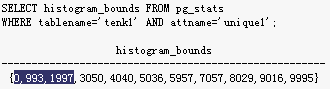 SELECT histogram_bounds FROM pg_stats
WHERE tablename='tenk1' AND attname='unique1';
histogram_bounds
------------------------------------------------------
{0,993,1997,3050,4040,5036,5957,7057,8029,9016,9995}